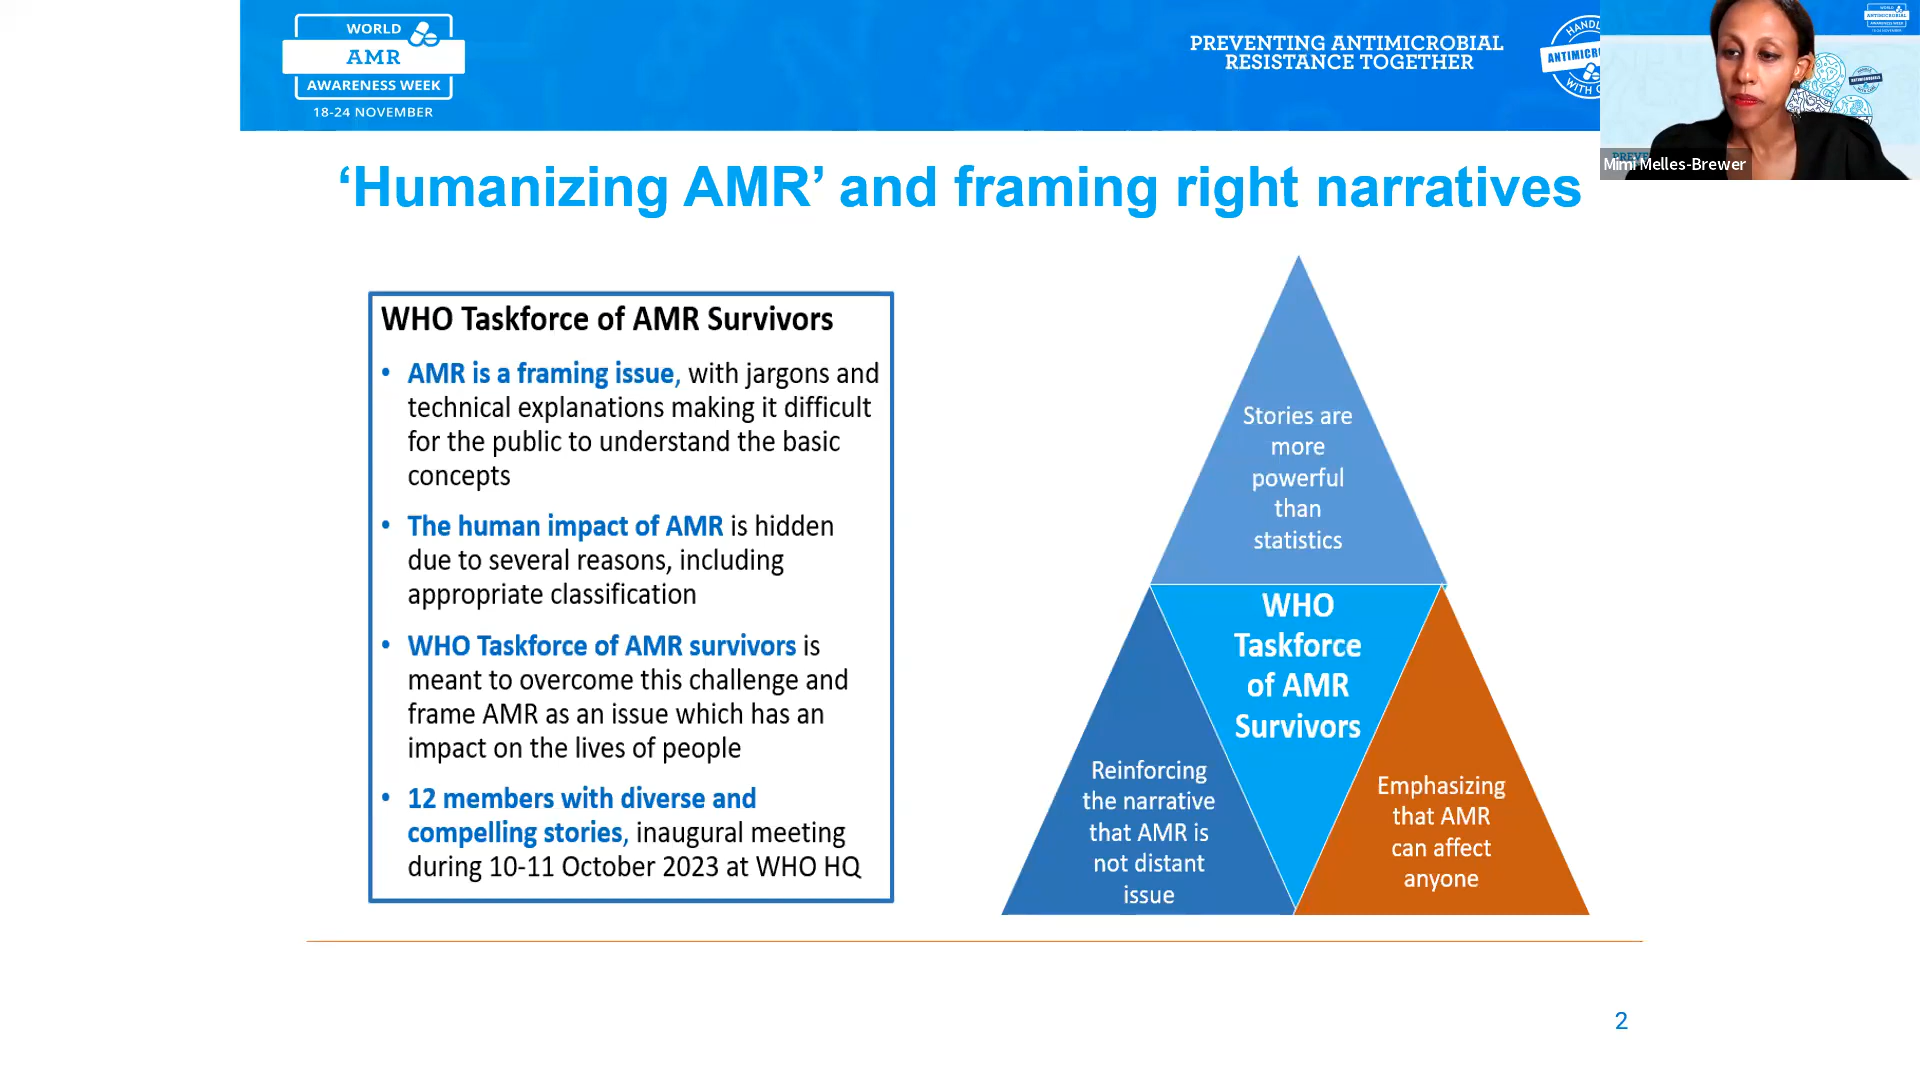 WORLD
AMR
AWARENESS WEEK
18-24 NOVEMBER
PREVENTING ANTIMICROBIAL
RESISTANCE TOGETHER
Mimi Melles-Brewer
‘Humanizing AMR’ and framing right narratives
WHO Taskforce of AMR Survivors
• AMR is a framing issue, with jargons and
technical explanations making it difficult
for the public to understand the basic
concepts
• The human impact of AMR is hidden
due to several reasons, including
appropriate classification
• WHO Taskforce of AMR survivors is
meant to overcome this challenge and
frame AMR as an issue which has an
impact on the lives of people
• 12 members with diverse and
compelling stories, inaugural meeting
during 10-11 October 2023 at WHO HQ
Stories are
more
powerful
than
statistics
WHO
Taskforce
of AMR
Survivors
Reinforcing
the narrative
that AMR is
not distant
issue
Emphasizing
that AMR
can affect
anyone
2